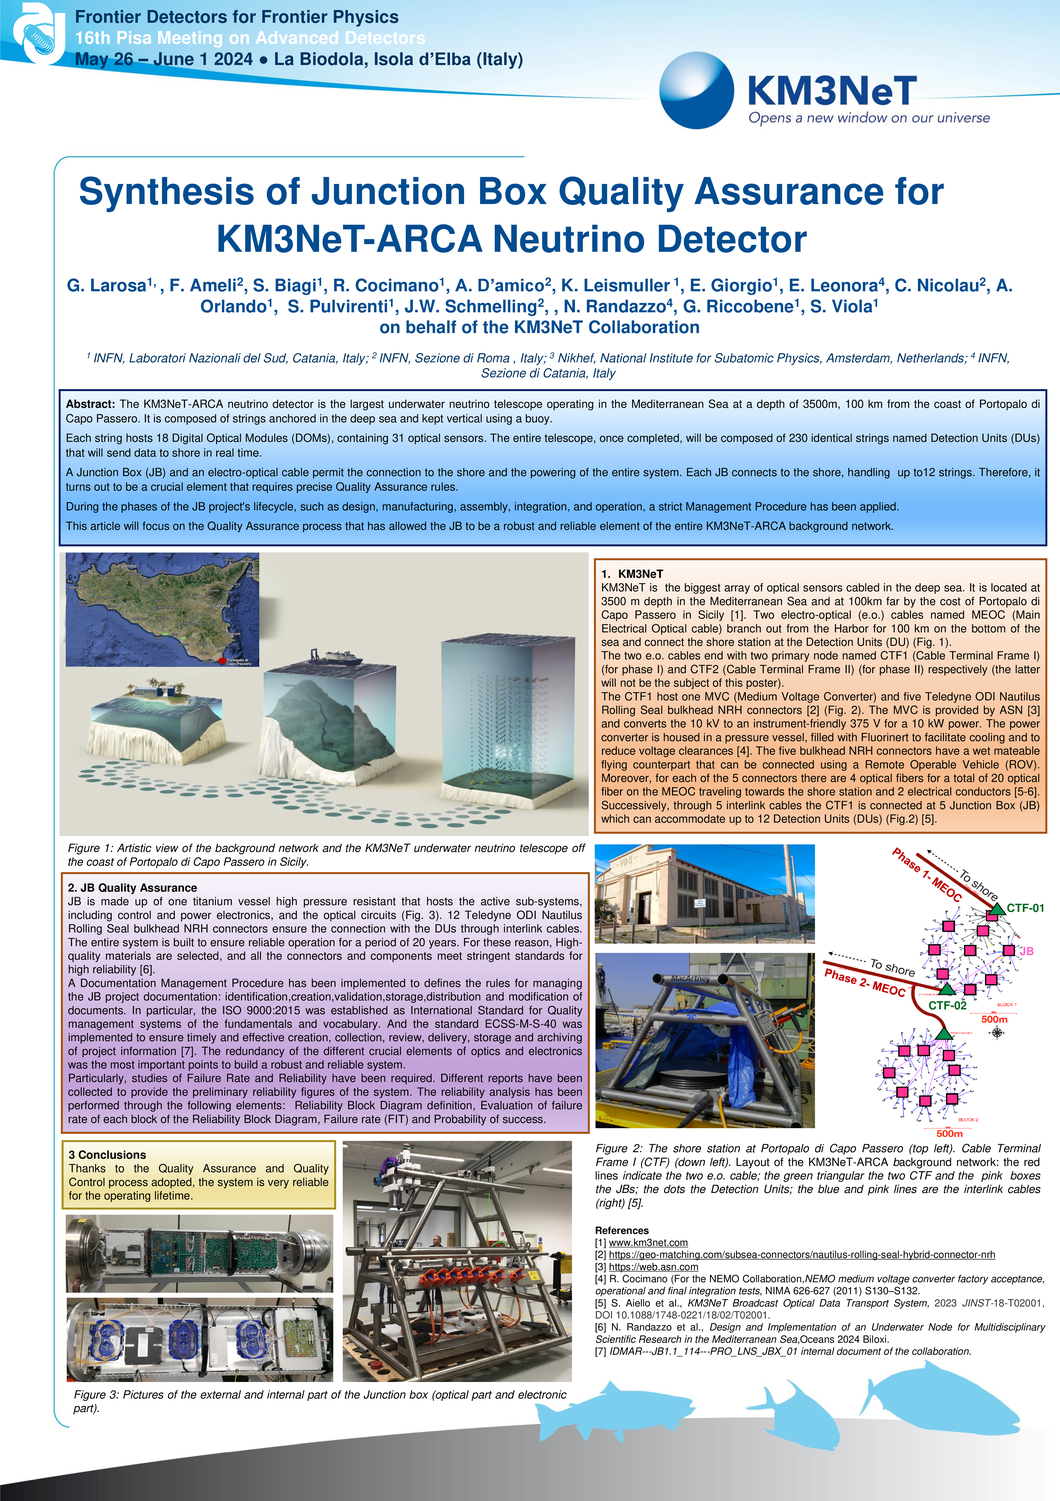 Frontier Detectors for Frontier Physics
16th Pisa Meeting on Advanced Detectors
May 26 – June 1 2024 ● La Biodola, Isola d'Elba (Italy)
KM3NeT
Opens a new window on our universe
Synthesis of Junction Box Quality Assurance for
KM3NeT-ARCA Neutrino Detector
G. Larosa1, , F. Ameli2, S. Biagi1, R. Cocimano1, A. D'amico2, K. Leismuller 1, E. Giorgio1, E. Leonora4, C. Nicolau2, A.
Orlando1, S. Pulvirenti1, J.W. Schmelling2, , N. Randazzo4, G. Riccobene1, S. Viola1
on behalf of the KM3NeT Collaboration
1 INFN, Laboratori Nazionali del Sud, Catania, Italy; 2 INFN, Sezione di Roma , Italy; 3 Nikhef, National Institute for Subatomic Physics, Amsterdam, Netherlands; 4 INFN,
Sezione di Catania, Italy
Abstract: The KM3NeT-ARCA neutrino detector is the largest underwater neutrino telescope operating in the Mediterranean Sea at a depth of 3500m, 100 km from the coast of Portopalo di
Capo Passero. It is composed of strings anchored in the deep sea and kept vertical using a buoy.
Each string hosts 18 Digital Optical Modules (DOMs), containing 31 optical sensors. The entire telescope, once completed, will be composed of 230 identical strings named Detection Units (DUs)
that will send data to shore in real time.
A Junction Box (JB) and an electro-optical cable permit the connection to the shore and the powering of the entire system. Each JB connects to the shore, handling up to12 strings. Therefore, it
turns out to be a crucial element that requires precise Quality Assurance rules.
During the phases of the JB project's lifecycle, such as design, manufacturing, assembly, integration, and operation, a strict Management Procedure has been applied.
This article will focus on the Quality Assurance process that has allowed the JB to be a robust and reliable element of the entire KM3NeT-ARCA background network.
Palermo
Catania
Portopalo di
Capo Passero
Figure 1: Artistic view of the background network and the KM3NeT underwater neutrino telescope off
the coast of Portopalo di Capo Passero in Sicily.
1. KM3NeT
KM3NeT is the biggest array of optical sensors cabled in the deep sea. It is located at
3500 m depth in the Mediterranean Sea and at 100km far by the cost of Portopalo di
Capo Passero in Sicily [1]. Two electro-optical (e.o.) cables named MEOC (Main
Electrical Optical cable) branch out from the Harbor for 100 km on the bottom of the
sea and connect the shore station at the Detection Units (DU) (Fig. 1).
The two e.o. cables end with two primary node named CTF1 (Cable Terminal Frame I)
(for phase I) and CTF2 (Cable Terminal Frame II) (for phase II) respectively (the latter
will not be the subject of this poster).
The CTF1 host one MVC (Medium Voltage Converter) and five Teledyne ODI Nautilus
Rolling Seal bulkhead NRH connectors [2] (Fig. 2). The MVC is provided by ASN [3]
and converts the 10 kV to an instrument-friendly 375 V for a 10 kW power. The power
converter is housed in a pressure vessel, filled with Fluorinert to facilitate cooling and to
reduce voltage clearances [4]. The five bulkhead NRH connectors have a wet mateable
flying counterpart that can be connected using a Remote Operable Vehicle (ROV).
Moreover, for each of the 5 connectors there are 4 optical fibers for a total of 20 optical
fiber on the MEOC traveling towards the shore station and 2 electrical conductors [5-6].
Successively, through 5 interlink cables the CTF1 is connected at 5 Junction Box (JB)
which can accommodate up to 12 Detection Units (DUs) (Fig.2) [5].
2. JB Quality Assurance
JB is made up of one titanium vessel high pressure resistant that hosts the active sub-systems,
including control and power electronics, and the optical circuits (Fig. 3). 12 Teledyne ODI Nautilus
Rolling Seal bulkhead NRH connectors ensure the connection with the DUs through interlink cables.
The entire system is built to ensure reliable operation for a period of 20 years. For these reason, High-
quality materials are selected, and all the connectors and components meet stringent standards for
high reliability [6].
A Documentation Management Procedure has been implemented to defines the rules for managing
the JB project documentation: identification,creation,validation,storage,distribution and modification of
documents. In particular, the ISO 9000:2015 was established as International Standard for Quality
management systems of the fundamentals and vocabulary. And the standard ECSS-M-S-40 was
implemented to ensure timely and effective creation, collection, review, delivery, storage and archiving
of project information [7]. The redundancy of the different crucial elements of optics and electronics
was the most important points to build a robust and reliable system.
Particularly, studies of Failure Rate and Reliability have been required. Different reports have been
collected to provide the preliminary reliability figures of the system. The reliability analysis has been
performed through the following elements: Reliability Block Diagram definition, Evaluation of failure
rate of each block of the Reliability Block Diagram, Failure rate (FIT) and Probability of success.
MacArtney
Phase 1- MEOC
To shore
CTF-01
JB
To shore
Phase 2- MEOC
CTF-02
BLOCK 1
500m
BLOCK 2
500m
Figure 2: The shore station at Portopalo di Capo Passero (top left). Cable Terminal
Frame I (CTF) (down left). Layout of the KM3NeT-ARCA background network: the red
lines indicate the two e.o. cable; the green triangular the two CTF and the pink boxes
the JBs; the dots the Detection Units; the blue and pink lines are the interlink cables
(right) [5].
3 Conclusions
Thanks to the Quality Assurance and Quality
Control process adopted, the system is very reliable
for the operating lifetime.
Figure 3: Pictures of the external and internal part of the Junction box (optical part and electronic
part).
References
[1] www.km3net.com
[2] https://geo-matching.com/subsea-connectors/nautilus-rolling-seal-hybrid-connector-nrh
[3] https://web.asn.com
[4] R. Cocimano (For the NEMO Collaboration,NEMO medium voltage converter factory acceptance,
operational and final integration tests, NIMA 626-627 (2011) S130–S132.
[5] S. Aiello et al., KM3NeT Broadcast Optical Data Transport System, 2023 JINST-18-T02001,
DOI 10.1088/1748-0221/18/02/T02001.
[6] N. Randazzo et al., Design and Implementation of an Underwater Node for Multidisciplinary
Scientific Research in the Mediterranean Sea,Oceans 2024 Biloxi.
[7] IDMAR---JB1.1_114---PRO_LNS_JBX_01 internal document of the collaboration.